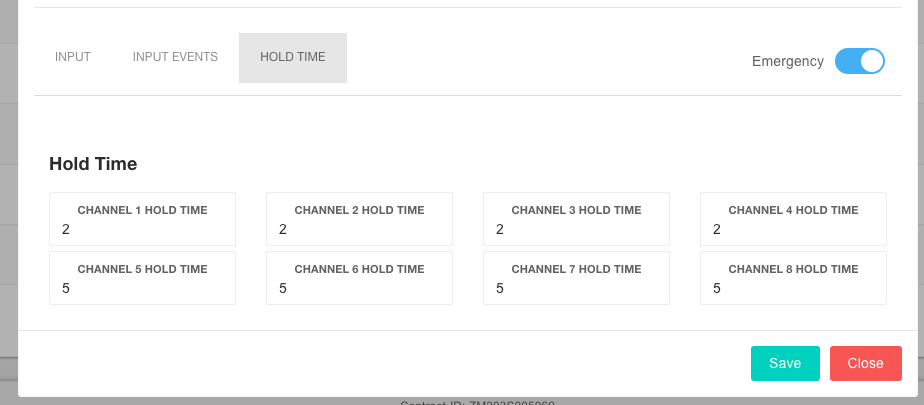 INPUT INPUT EVENTS HOLD TIME Emergency
Hold Time
CHANNEL 1 HOLD TIME CHANNEL 2 HOLD TIME CHANNEL 3 HOLD TIME CHANNEL 4 HOLD TIME
2 2 2 2
CHANNEL 5 HOLD TIME CHANNEL 6 HOLD TIME CHANNEL 7 HOLD TIME CHANNEL 8 HOLD TIME
5 5 5 5
Save Close